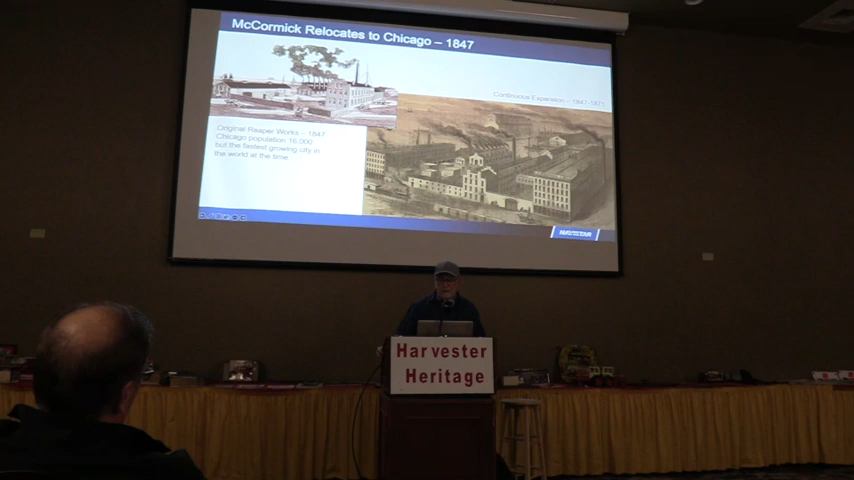 McCormick Relocates to Chicago – 1847
Continuous Expansion – 1847-1871
Original Reaper Works – 1847
Chicago population 16,000
but the fastest growing city in
the world at the time.
NAVISTAR
Harvester
Heritage